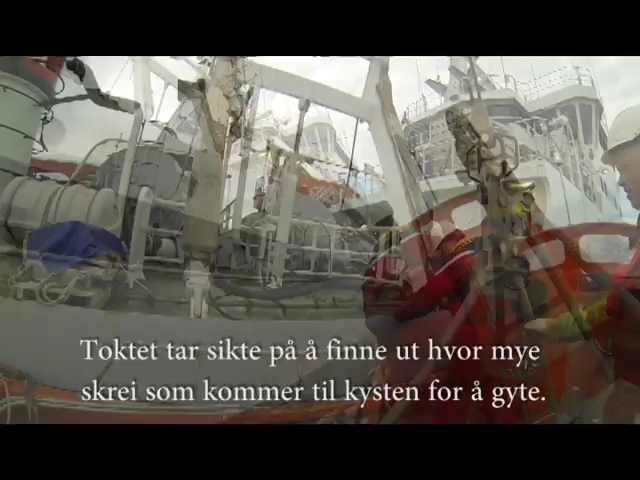 Toktet tar sikte på å finne ut hvor mye
skrei som kommer til kysten for å gyte.